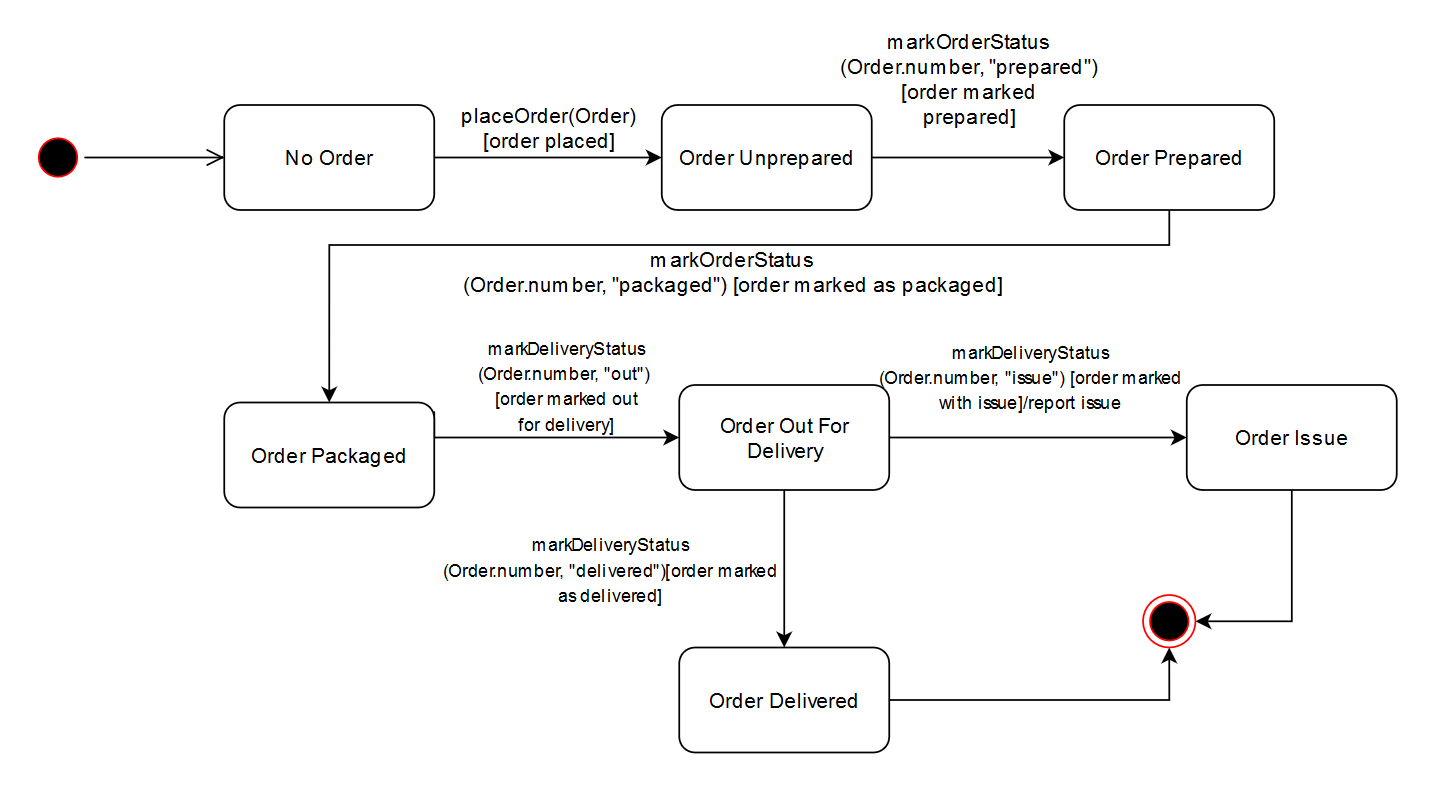 markOrderStatus
(Order.number, "prepared")
[order marked
prepared]
placeOrder(Order)
[order placed]
No Order
Order Unprepared
Order Prepared
markOrderStatus
(Order.number, "packaged") [order marked as packaged]
markDeliveryStatus
(Order.number, "out")
[order marked out
for delivery]
markDeliveryStatus
(Order.number, "issue") [order marked
with issue]/report issue
Order Packaged
Order Out For
Delivery
Order Issue
markDeliveryStatus
(Order.number, "delivered")[order marked
as delivered]
Order Delivered